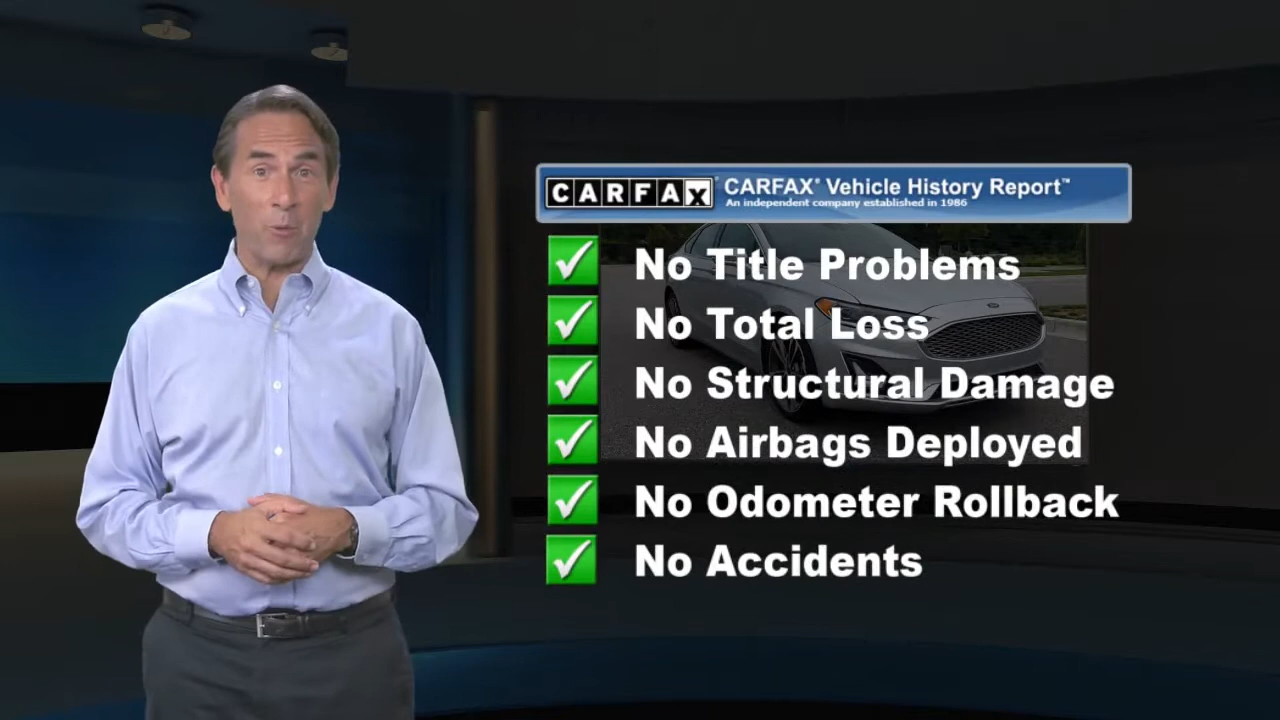 CARFAX
CARFAX® Vehicle History Report™
An independent company established in 1986
No Title Problems
No Total Loss
No Structural Damage
No Airbags Deployed
No Odometer Rollback
No Accidents